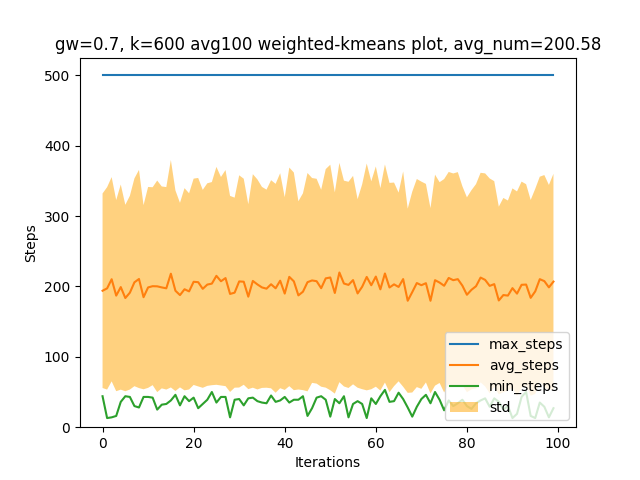 gw=0.7, k=600 avg100 weighted-kmeans plot, avg_num=200.58
500
400
300
200
100
0
Steps
max_steps
avg_steps
min_steps
std
0
20
40
60
80
100
Iterations